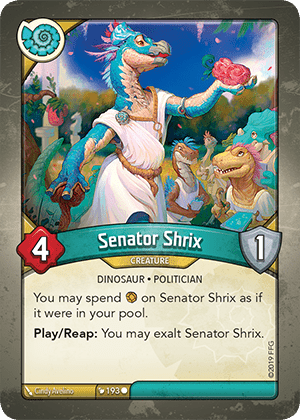 Senator Shrix
4
CREATURE
1
DINOSAUR • POLITICIAN
You may spend on Senator Shrix as if
it were in your pool.
Play/Reap: You may exalt Senator Shrix.
Cindy Avelino
193
©2019 FFG